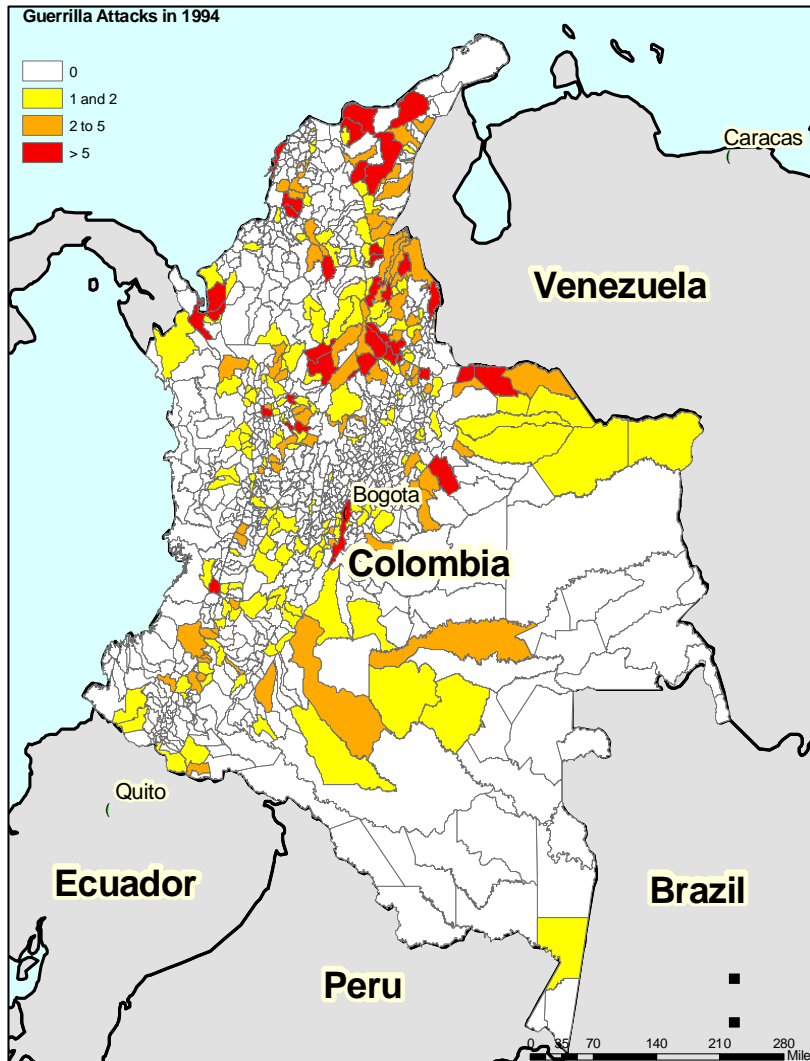 Guerrilla Attacks in 1994
0
1 and 2
2 to 5
> 5
Caracas
Venezuela
Bogota
Colombia
Quito
Ecuador
Brazil
Peru
0 35 70 140 210 280
Mile